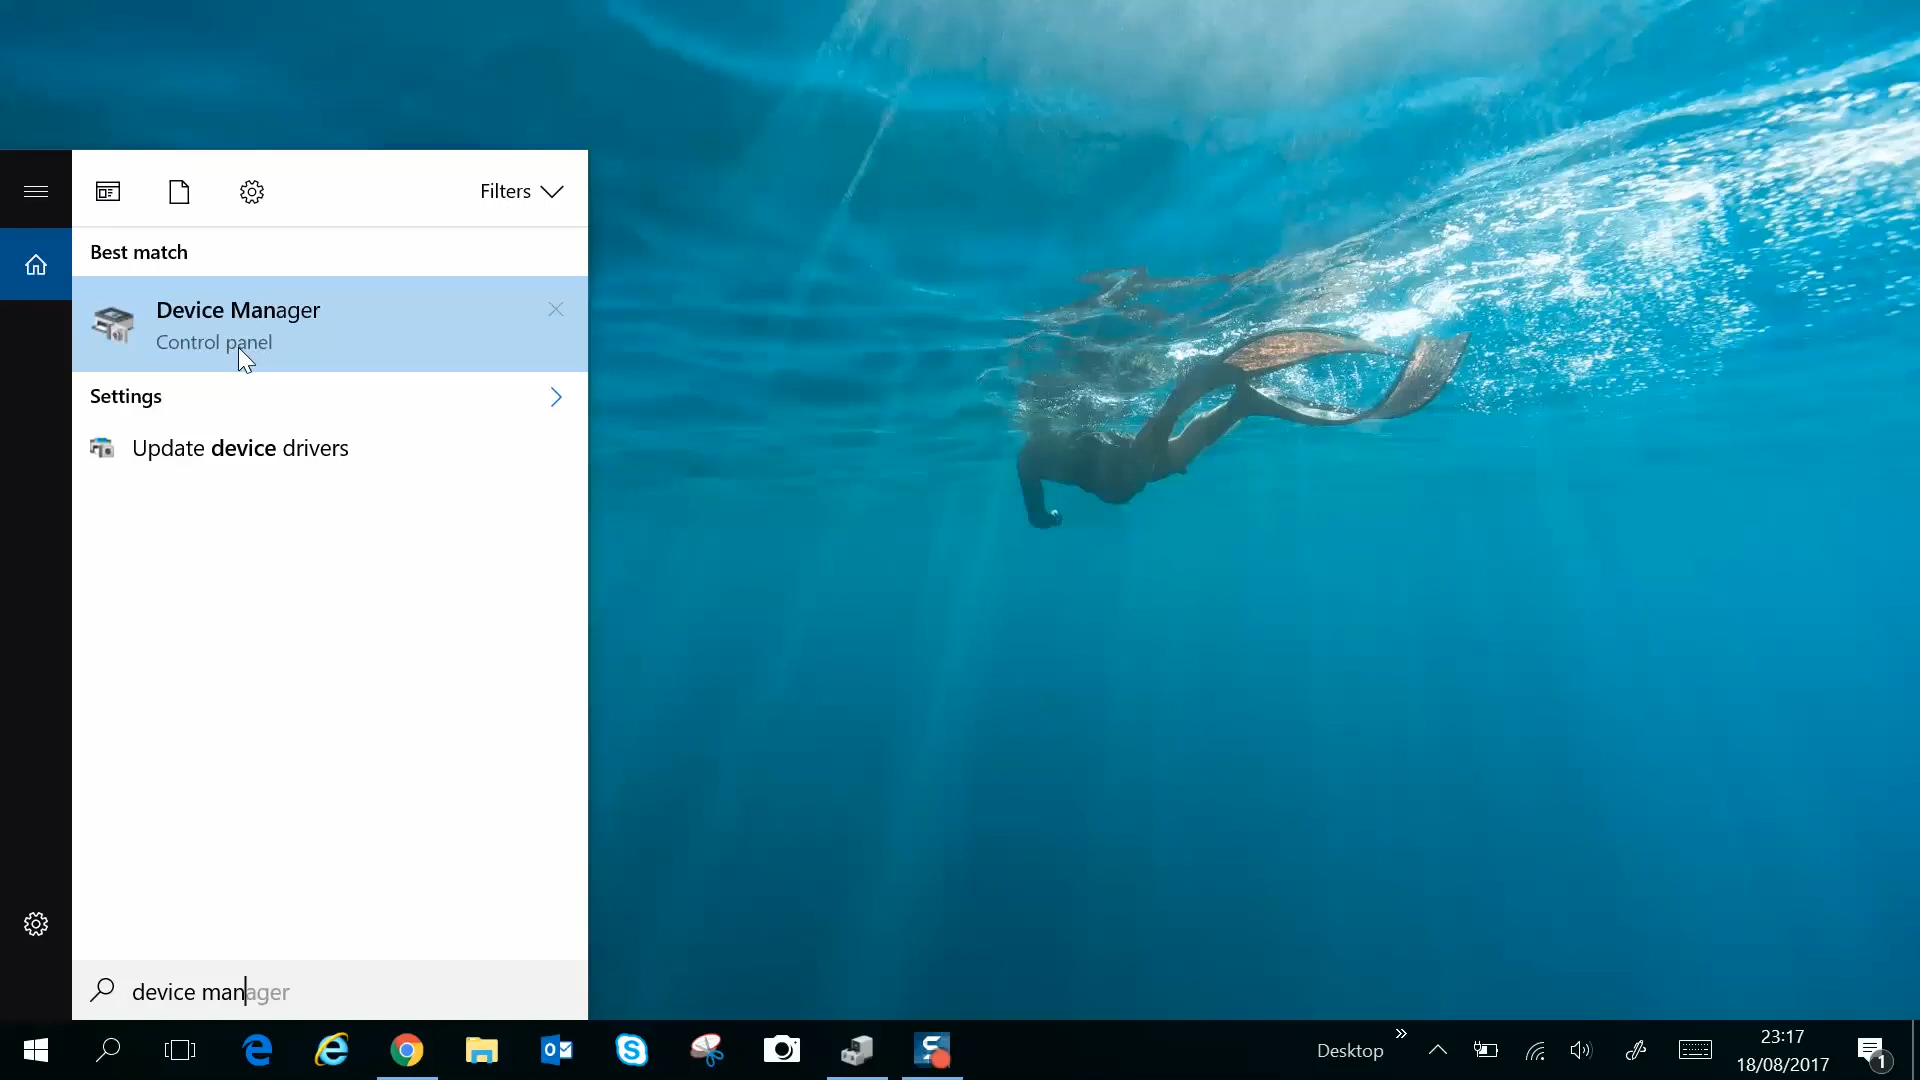 Filters
Best match
Device Manager
Control panel
Settings
Update device drivers
device manager
Desktop
23:17
18/08/2017
1